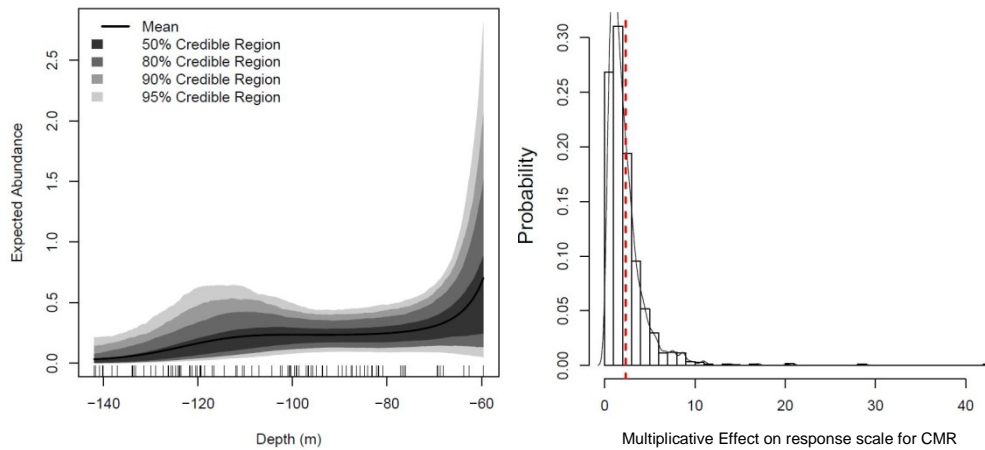 Mean
50% Credible Region
80% Credible Region
90% Credible Region
95% Credible Region
Expected Abundance
2.5
2.0
1.5
1.0
0.5
0.0
−140
−120
−100
−80
−60
Depth (m)
Probability
0.30
0.25
0.20
0.15
0.10
0.05
0.00
0
10
20
30
40
Multiplicative Effect on response scale for CMR